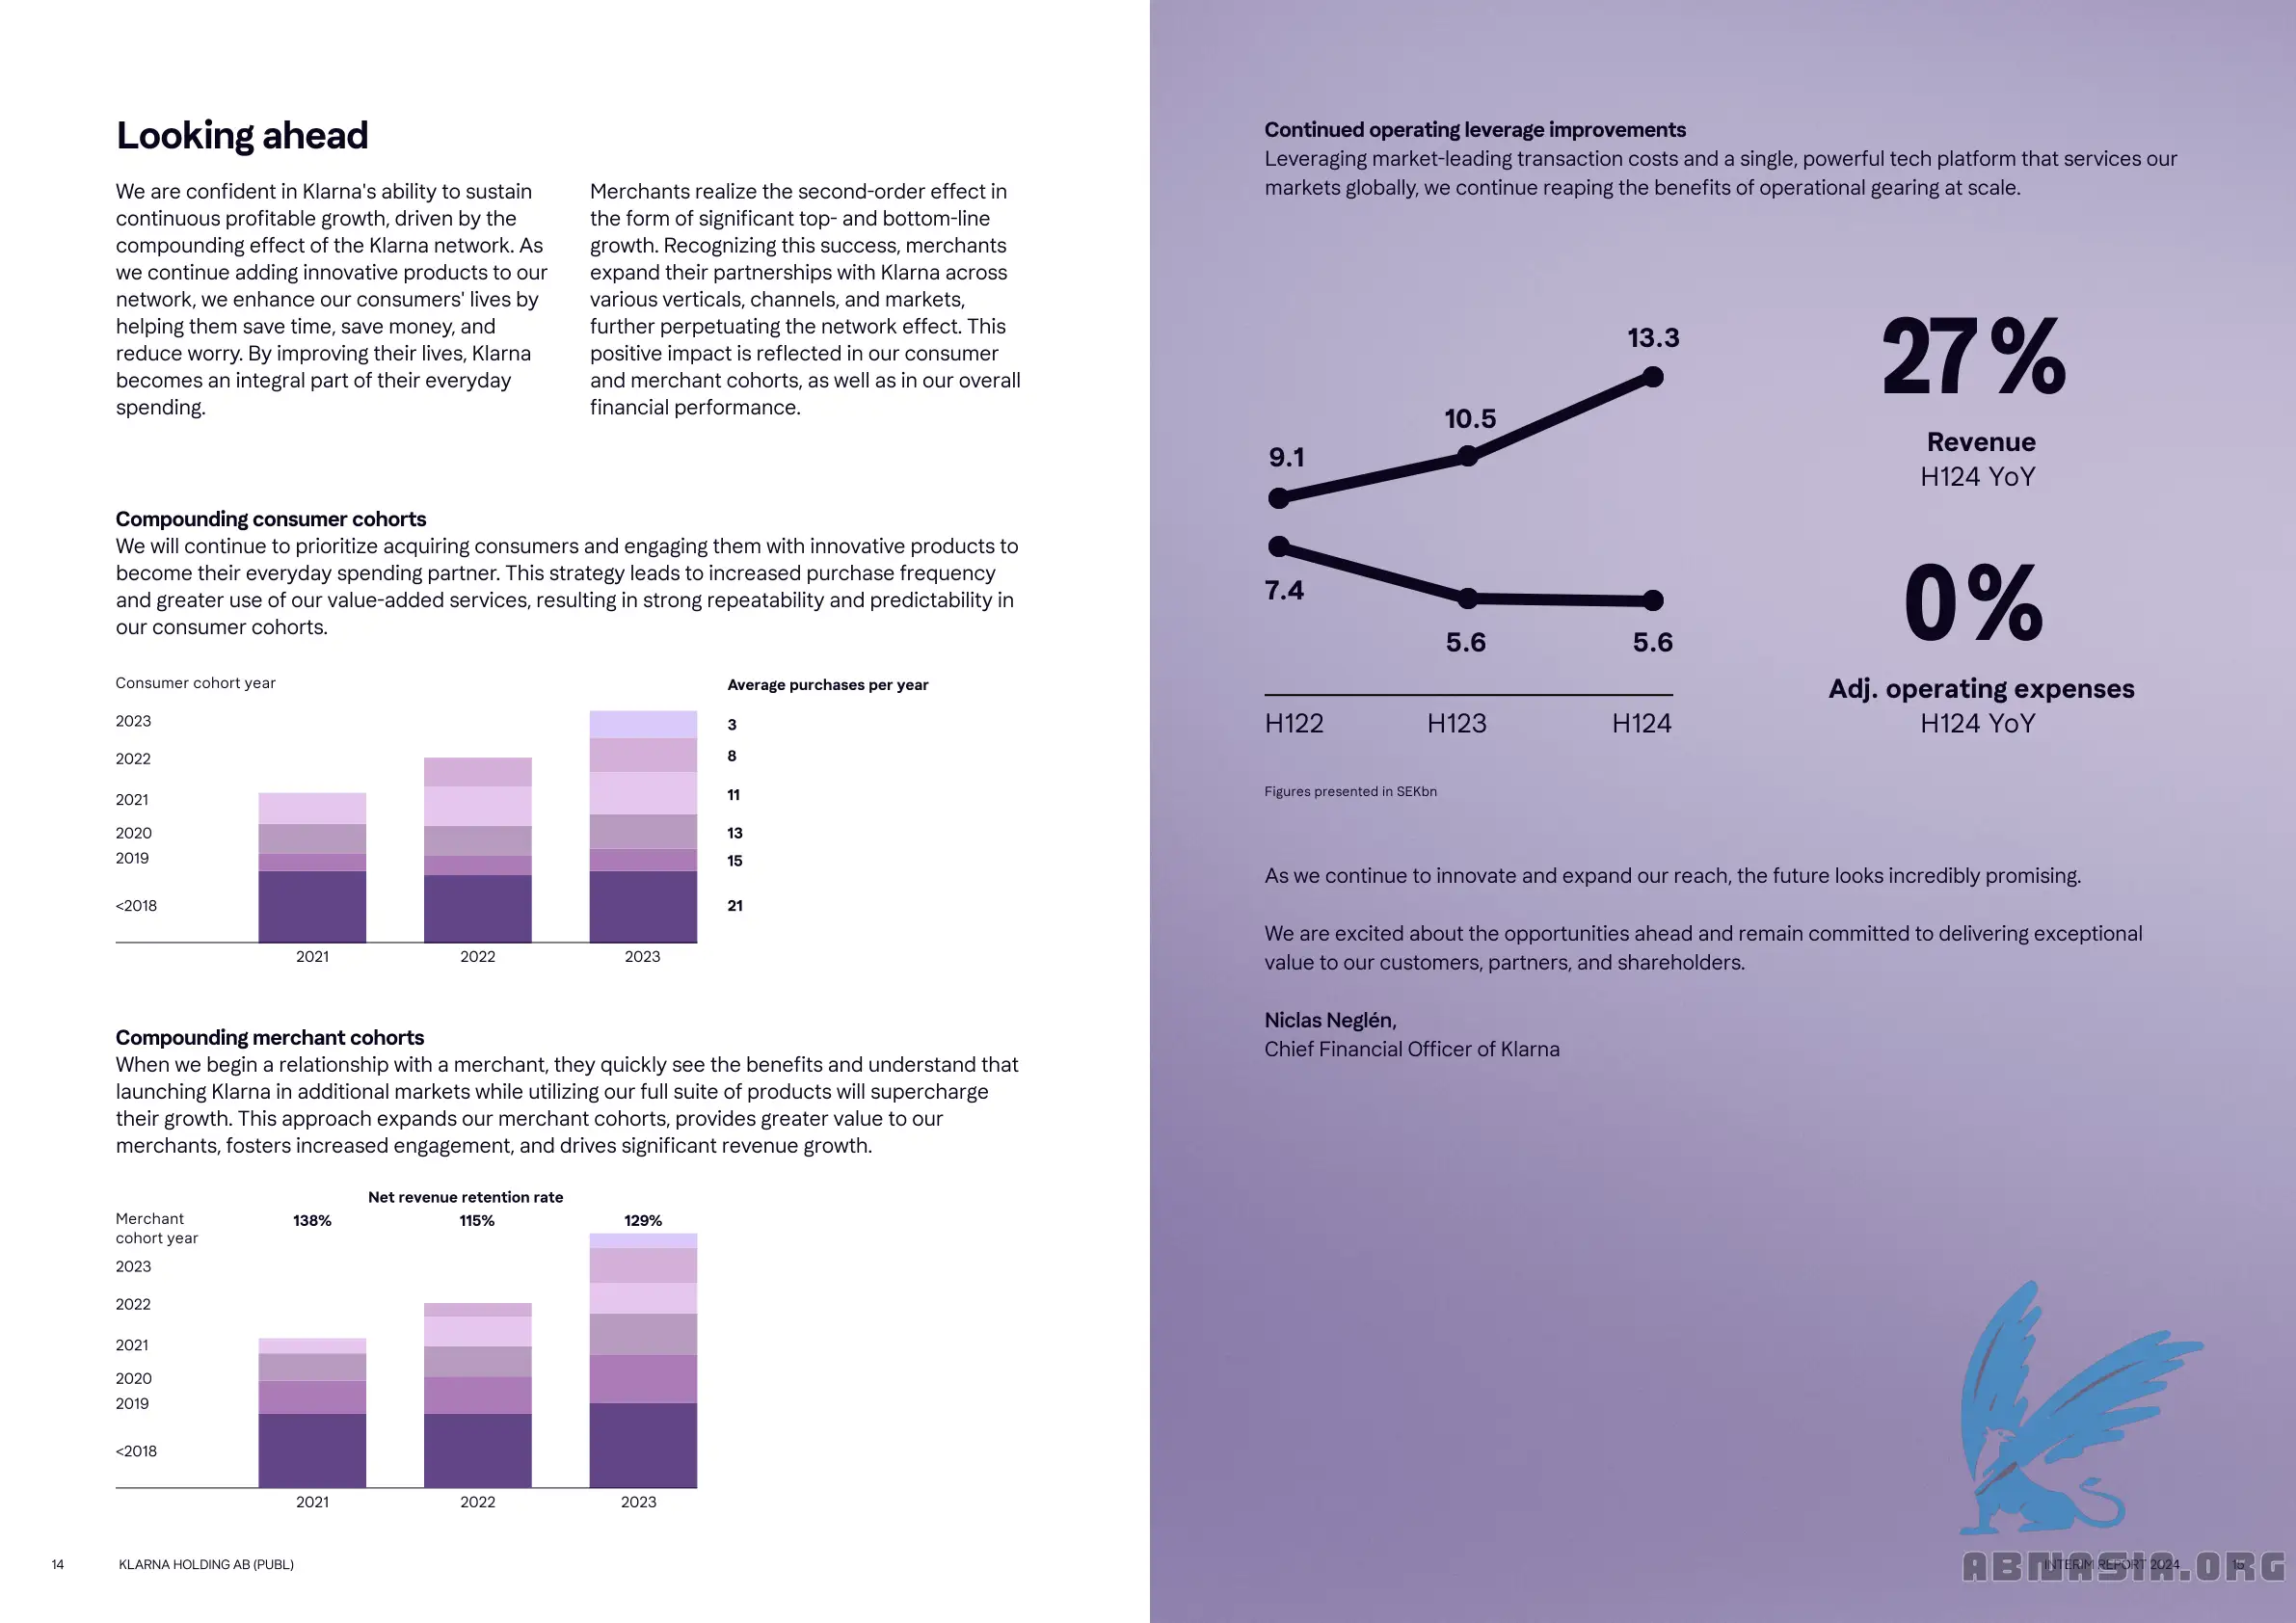 Looking ahead
We are confident in Klarna's ability to sustain
continuous profitable growth, driven by the
compounding effect of the Klarna network. As
we continue adding innovative products to our
network, we enhance our consumers' lives by
helping them save time, save money, and
reduce worry. By improving their lives, Klarna
becomes an integral part of their everyday
spending.
Merchants realize the second-order effect in
the form of significant top- and bottom-line
growth. Recognizing this success, merchants
expand their partnerships with Klarna across
various verticals, channels, and markets,
further perpetuating the network effect. This
positive impact is reflected in our consumer
and merchant cohorts, as well as in our overall
financial performance.
Compounding consumer cohorts
We will continue to prioritize acquiring consumers and engaging them with innovative products to
become their everyday spending partner. This strategy leads to increased purchase frequency
and greater use of our value-added services, resulting in strong repeatability and predictability in
our consumer cohorts.
Consumer cohort year
Average purchases per year
2023
3
2022
8
2021
11
2020
13
2019
15
<2018
21
2021
2022
2023
Compounding merchant cohorts
When we begin a relationship with a merchant, they quickly see the benefits and understand that
launching Klarna in additional markets while utilizing our full suite of products will supercharge
their growth. This approach expands our merchant cohorts, provides greater value to our
merchants, fosters increased engagement, and drives significant revenue growth.
Net revenue retention rate
Merchant
cohort year
138%
115%
129%
2023
2022
2021
2020
2019
<2018
2021
2022
2023
14
KLARNA HOLDING AB (PUBL)
Continued operating leverage improvements
Leveraging market-leading transaction costs and a single, powerful tech platform that services our
markets globally, we continue reaping the benefits of operational gearing at scale.
13.3
10.5
9.1
7.4
5.6
5.6
H122
H123
H124
27%
Revenue
H124 YoY
0%
Adj. operating expenses
H124 YoY
Figures presented in SEKbn
As we continue to innovate and expand our reach, the future looks incredibly promising.
We are excited about the opportunities ahead and remain committed to delivering exceptional
value to our customers, partners, and shareholders.
Niclas Neglén,
Chief Financial Officer of Klarna
INTERIM REPORT 2024
15
ABNASIA.ORG